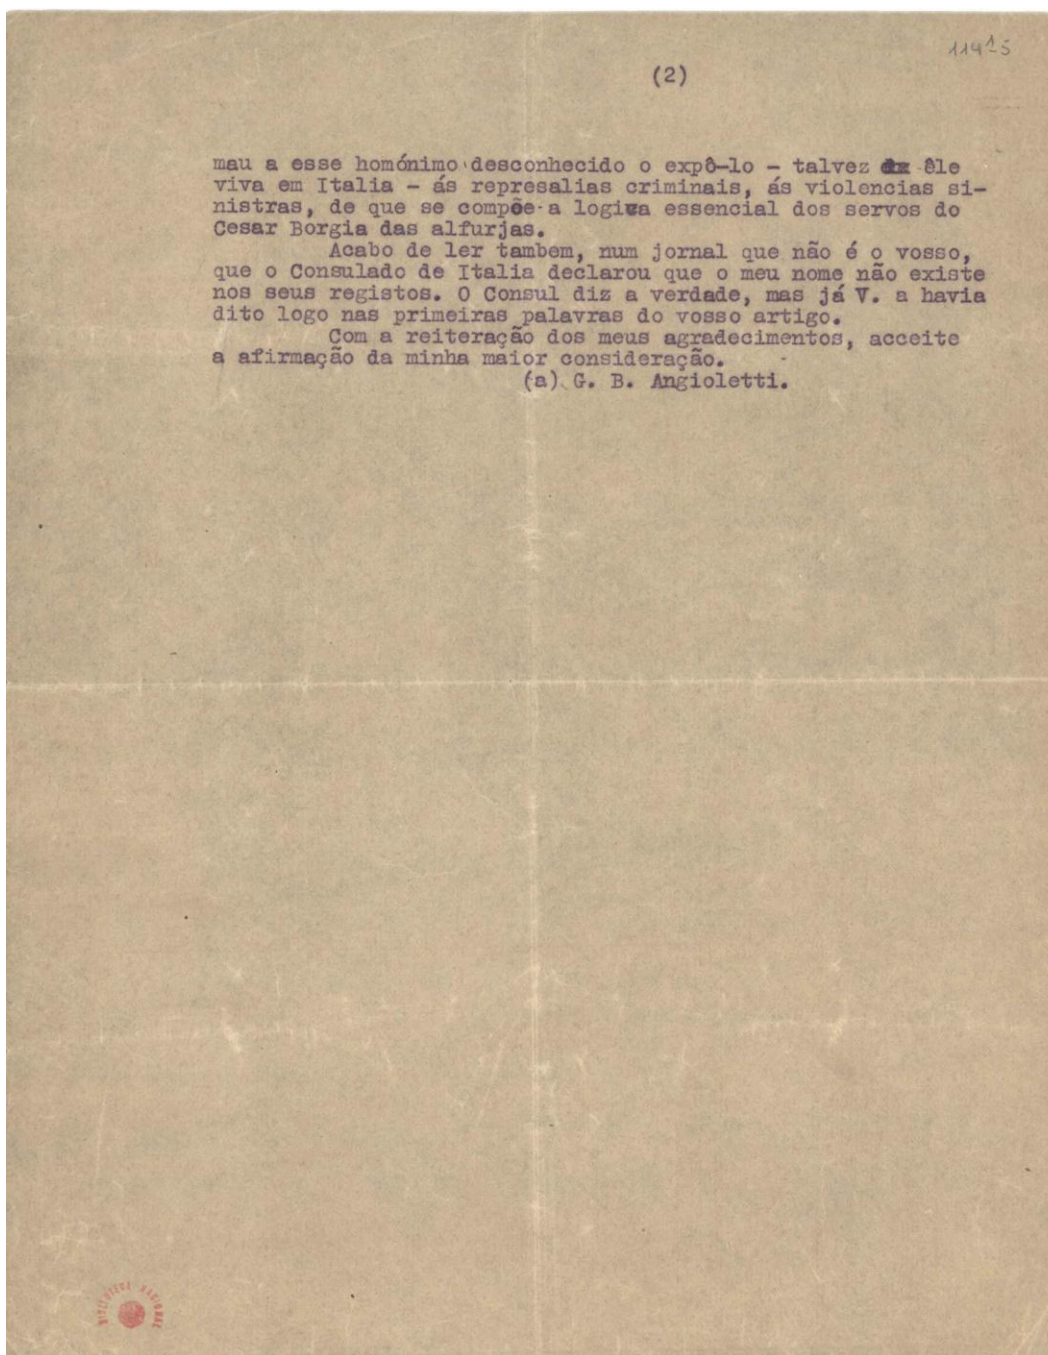 114¹-5
(2)
mau a esse homónimo desconhecido o expô-lo - talvez êle
viva em Italia - ás represalias criminais, ás violencias si-
nistras, de que se compõe a logica essencial dos servos do
Cesar Borgia das alfurjas.
Acabo de ler tambem, num jornal que não é o vosso,
que o Consulado de Italia declarou que o meu nome não existe
nos seus registos. O Consul diz a verdade, mas já V. a havia
dito logo nas primeiras palavras do vosso artigo.
Com a reiteração dos meus agradecimentos, acceite
a afirmação da minha maior consideração.
(a) G. B. Angioletti.
BIBLIOTECA NACIONAL